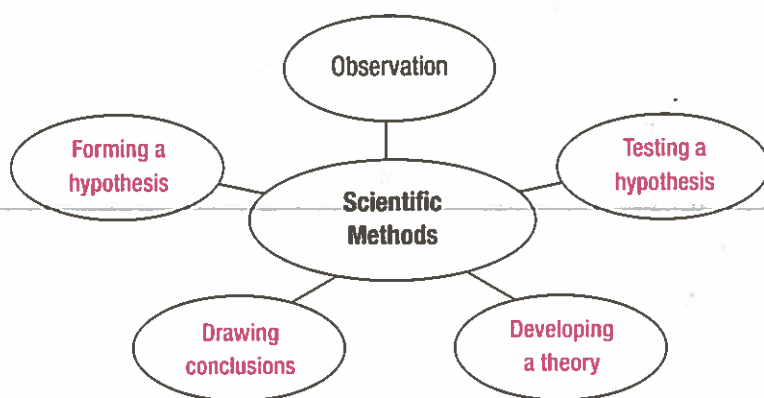 Observation
Forming a
hypothesis
Testing a
hypothesis
Scientific
Methods
Drawing
conclusions
Developing
a theory